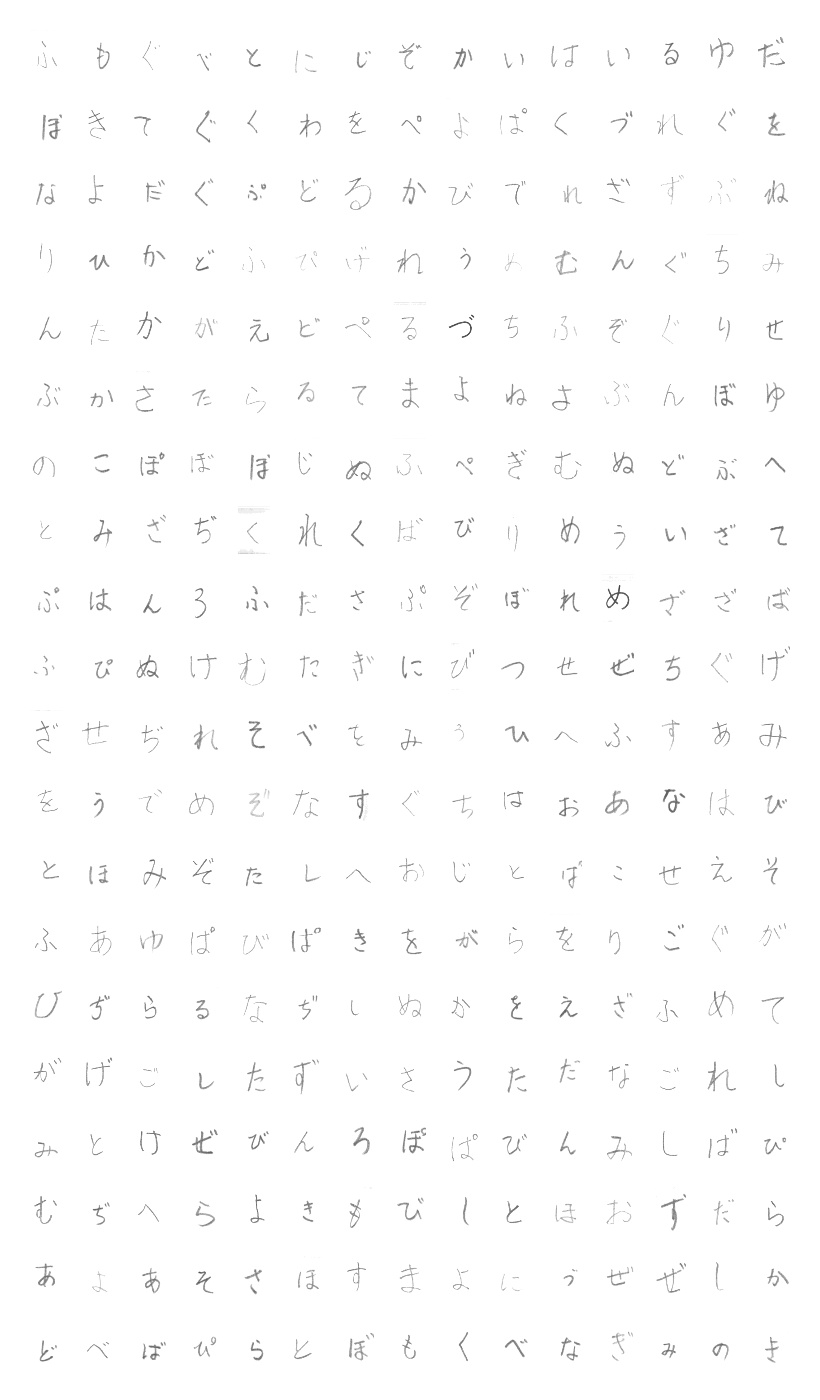 ふもぐべとにじぞかいはいるゆだ
ぼきてぐくわをぺよぱくづれぐを
なよだぐぷどるかびでれざずぶね
りひかどふぴげれうめむんぐちみ
んたかがえどぺるづちふぞぐりせ
ぶかさたらるてまよねよぶんぼゆ
のこぽぼぼじぬふぺぎむぬどぶへ
とみざぢくれくばびりめういざて
ぷはんろふださぷぞぼれめざざば
ふぴぬけむたぎにびつせぜちぐげ
ざせぢれそべをみうひへふすあみ
をうでめぞなすぐちはおあなはび
とほみぞたしへおじとばこせえそ
ふあゆぱびぱきをがらをりごぐが
ひぢらるなぢしぬかをえざふめて
がげごしたずいさうただなごれし
みとけぜびんろぽぱびんみしばぴ
むぢへらよきもびしとほおずだら
あよあそさほすまよにづぜぜしか
どべばぴらとぼもくべなぎみのき